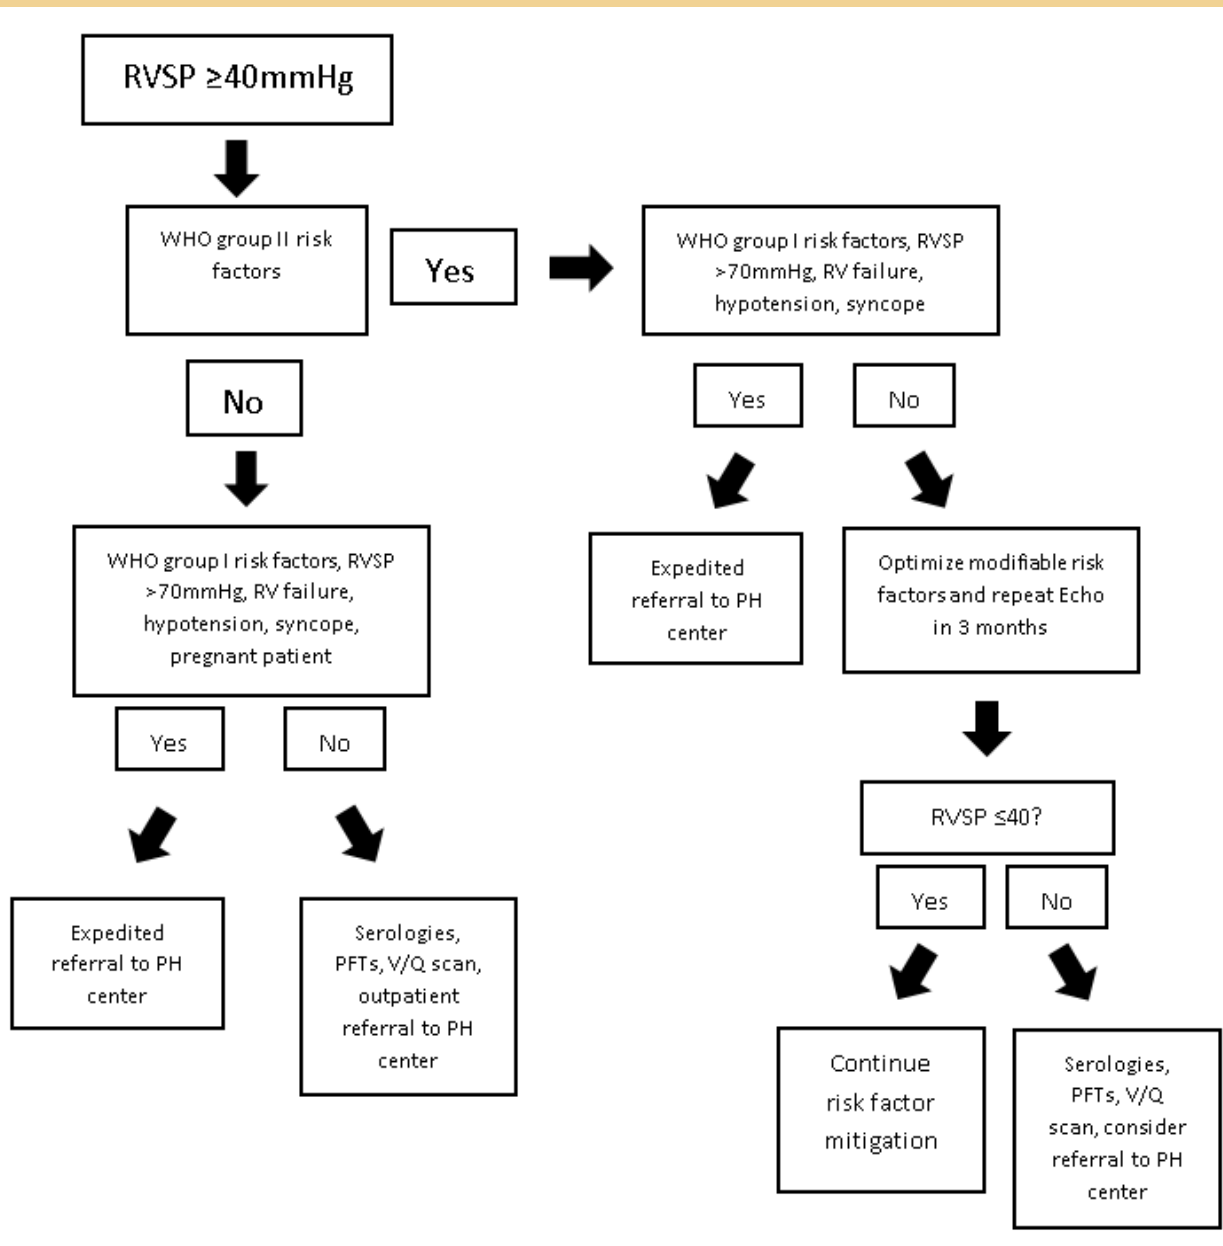 RVSP ≥40mmHg
WHO group II risk
factors
Yes
No
WHO group I risk factors, RVSP
>70mmHg, RV failure,
hypotension, syncope
Yes
No
Expedited
referral to PH
center
Optimize modifiable risk
factors and repeat Echo
in 3 months
WHO group I risk factors, RVSP
>70mmHg, RV failure,
hypotension, syncope,
pregnant patient
Yes
No
Expedited
referral to PH
center
Serologies,
PFTs, V/Q scan,
outpatient
referral to PH
center
RVSP ≤40?
Yes
No
Continue
risk factor
mitigation
Serologies,
PFTs, V/Q
scan, consider
referral to PH
center